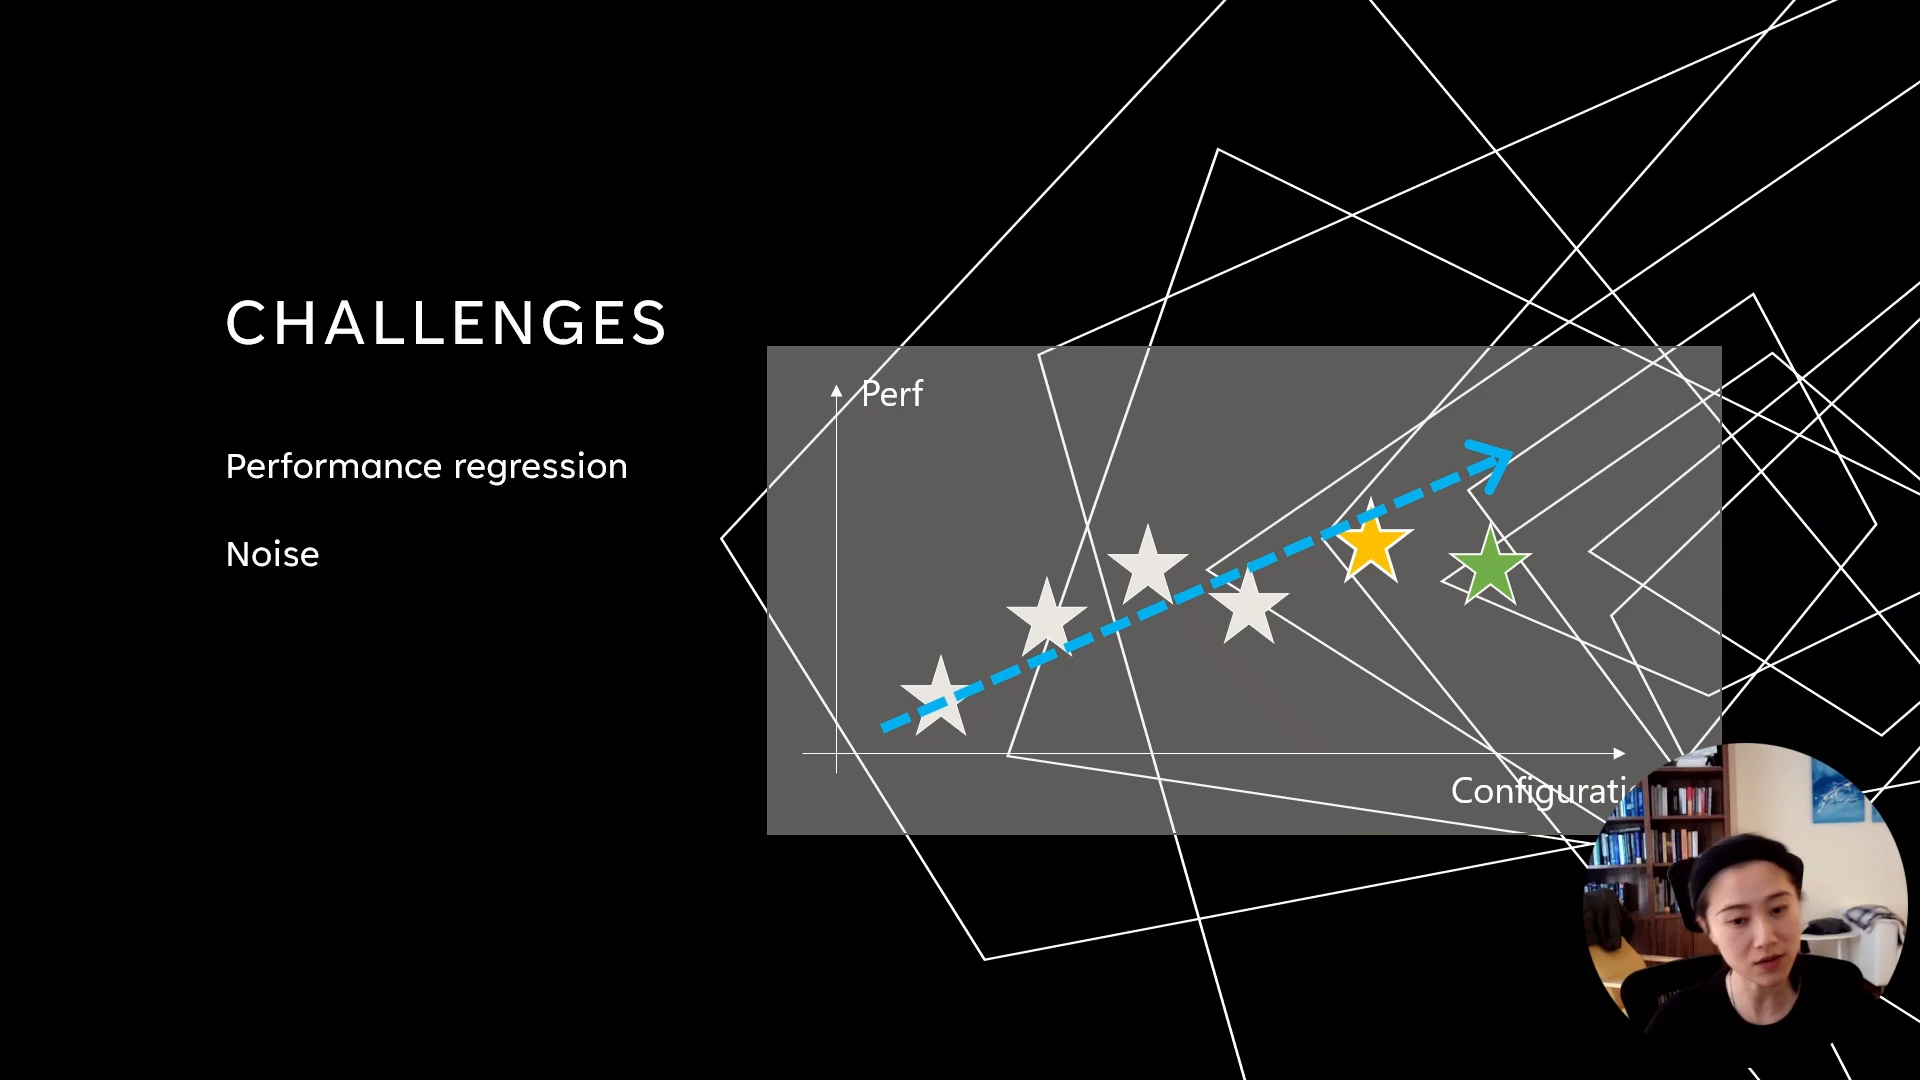 CHALLENGES
Performance regression
Noise
Perf
Configurati